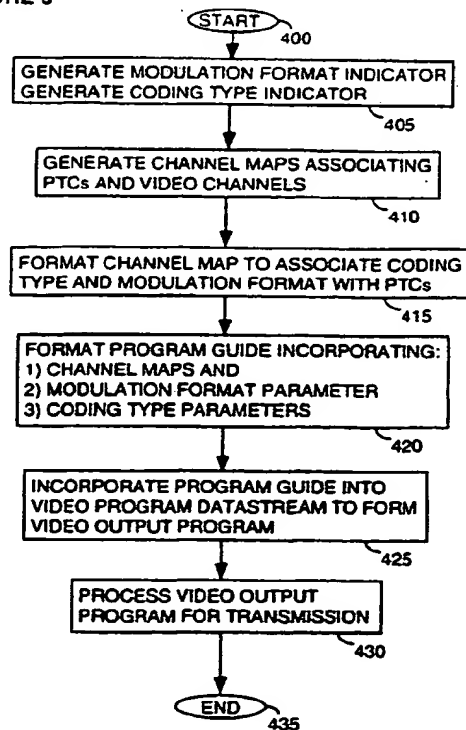 START
400
GENERATE MODULATION FORMAT INDICATOR
GENERATE CODING TYPE INDICATOR
405
GENERATE CHANNEL MAPS ASSOCIATING
PTCs AND VIDEO CHANNELS
410
FORMAT CHANNEL MAP TO ASSOCIATE CODING
TYPE AND MODULATION FORMAT WITH PTCs
415
FORMAT PROGRAM GUIDE INCORPORATING:
1) CHANNEL MAPS AND
2) MODULATION FORMAT PARAMETER
3) CODING TYPE PARAMETERS
420
INCORPORATE PROGRAM GUIDE INTO
VIDEO PROGRAM DATASTREAM TO FORM
VIDEO OUTPUT PROGRAM
425
PROCESS VIDEO OUTPUT
PROGRAM FOR TRANSMISSION
430
END
435